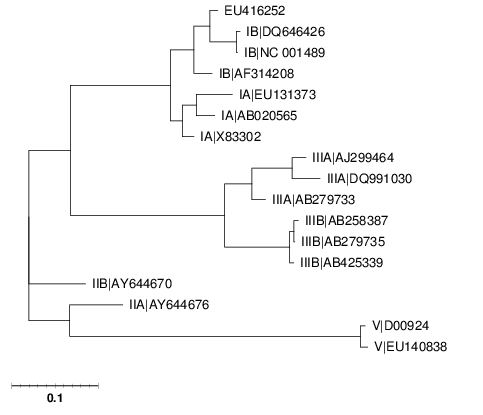 EU416252
IB|DQ646426
IB|NC 001489
IB|AF314208
IA|EU131373
IA|AB020565
IA|X83302
IIIA|AJ299464
IIIA|DQ991030
IIIA|AB279733
IIIB|AB258387
IIIB|AB279735
IIIB|AB425339
IIB|AY644670
IIA|AY644676
V|D00924
V|EU140838
0.1